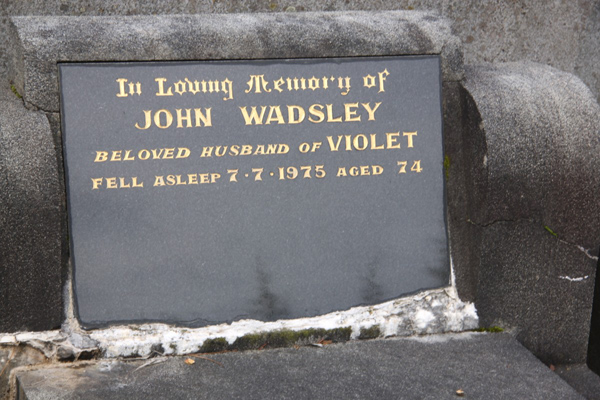 In Loving Memory of
JOHN WADSLEY
BELOVED HUSBAND OF VIOLET
FELL ASLEEP 7·7·1975 AGED 74